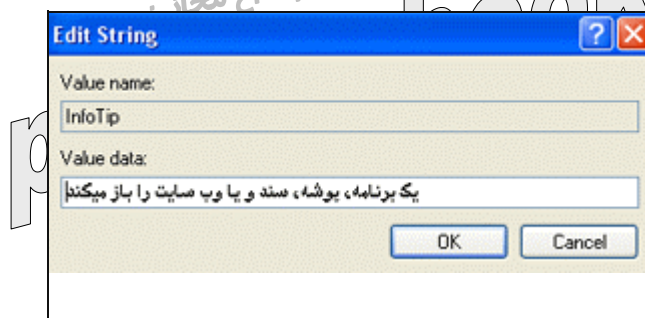 Edit String
Value name:
InfoTip
Value data:
یک برنامه، پوشه، سند و یا وب سایت را باز میکند
OK
Cancel